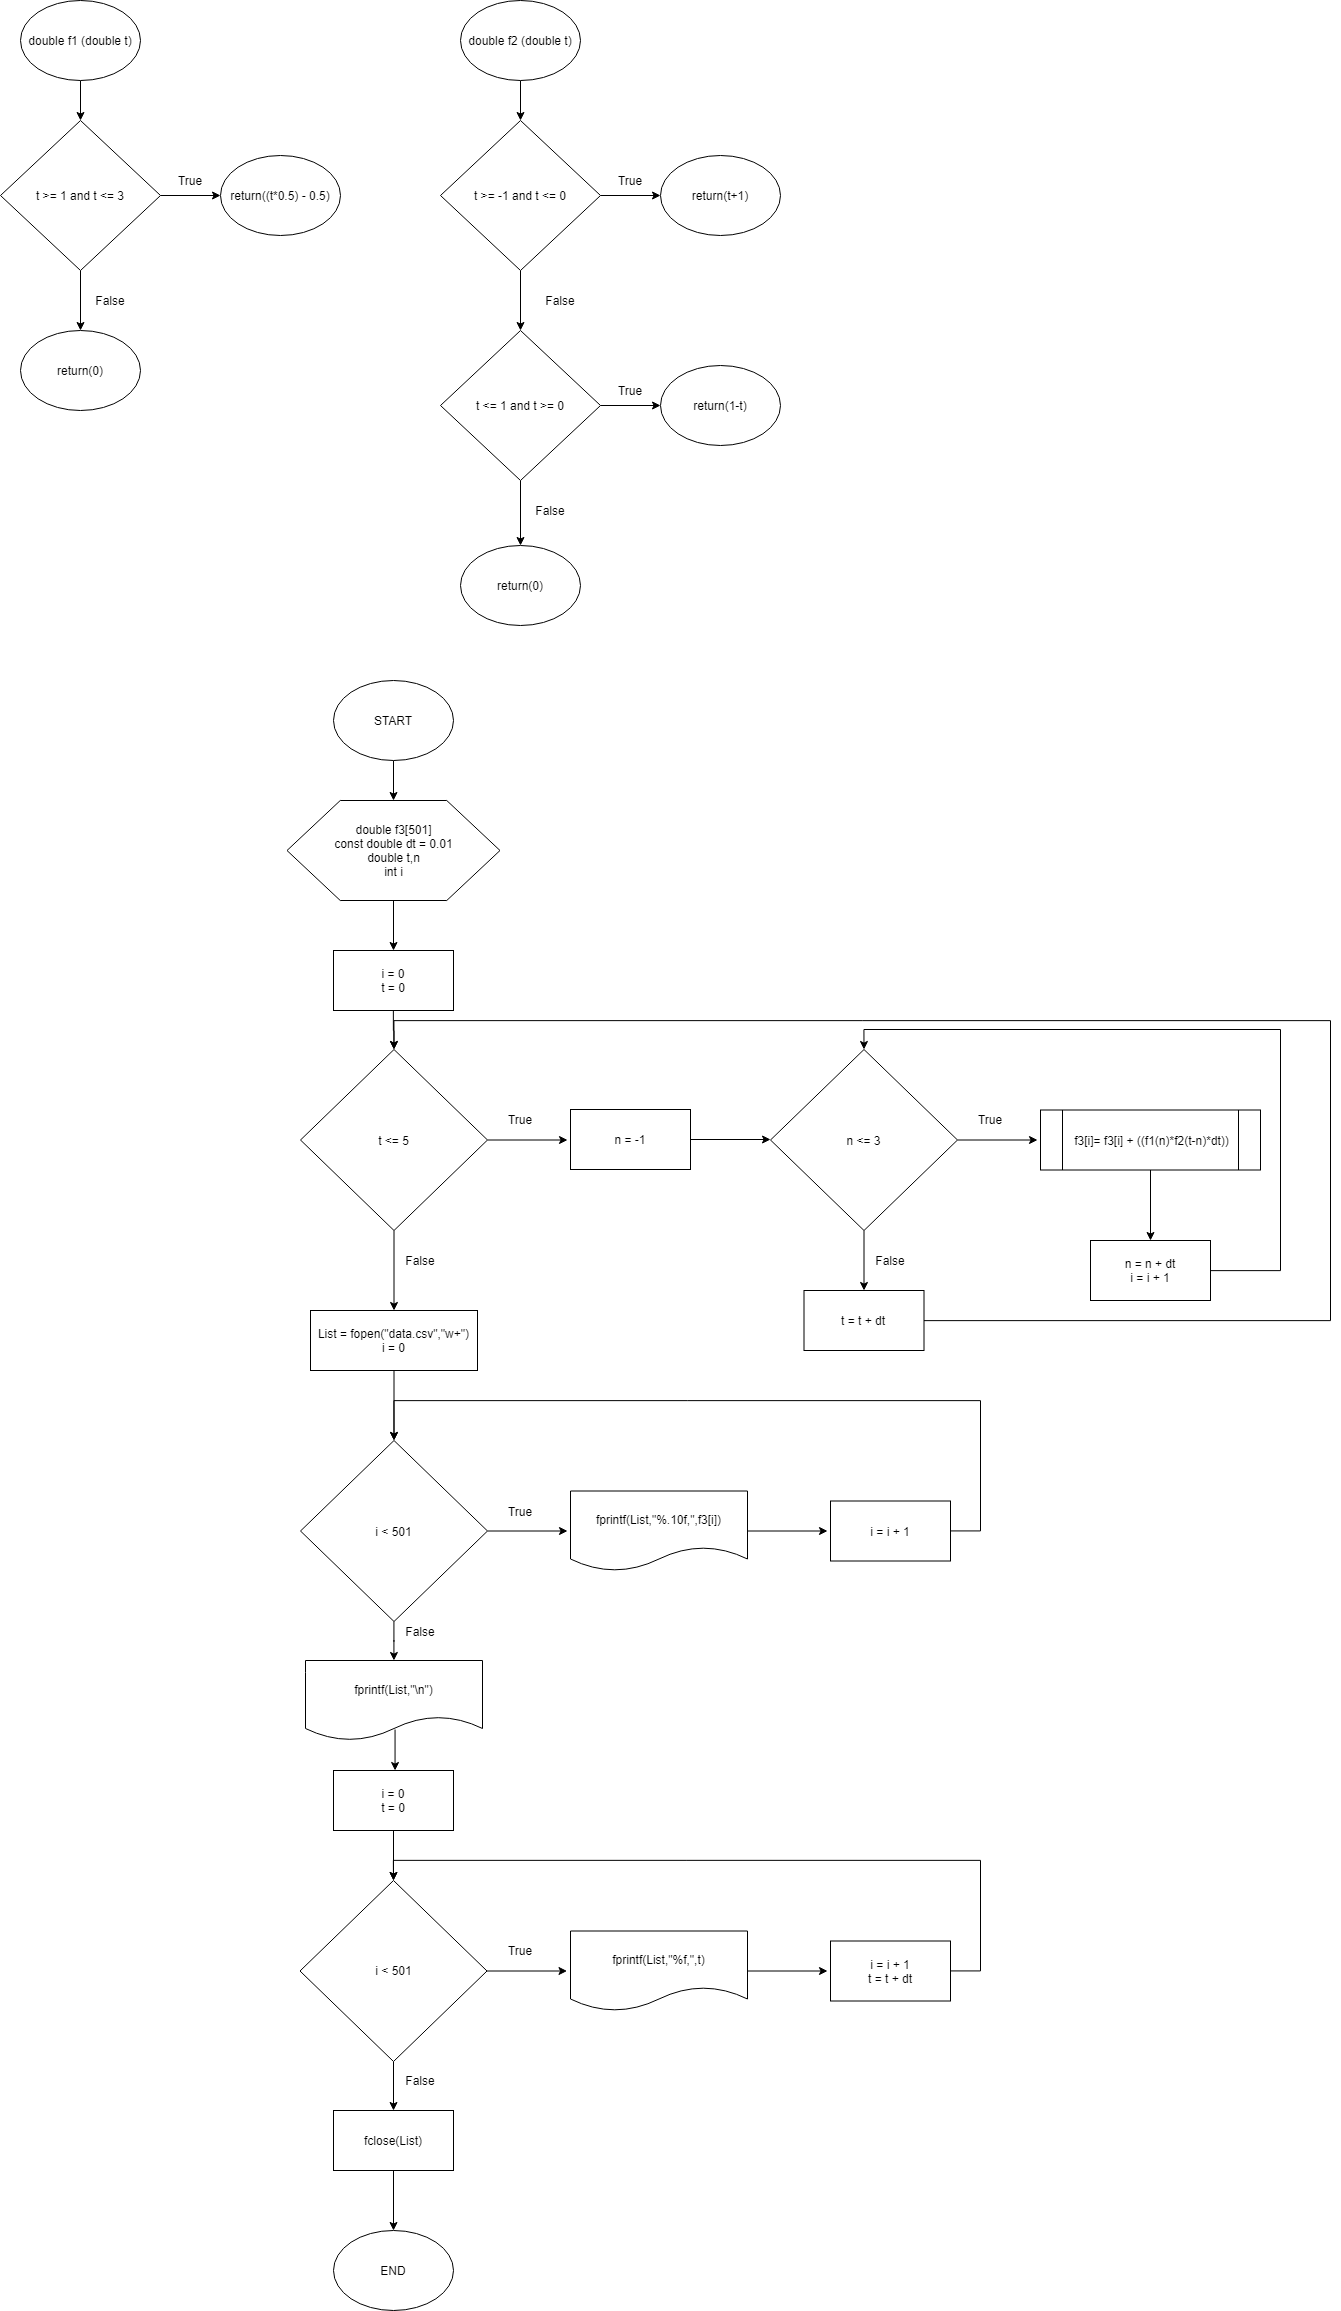 double f1 (double t)
t >= 1 and t <= 3
True
return((t*0.5) - 0.5)
False
return(0)
double f2 (double t)
t >= -1 and t <= 0
True
return(t+1)
False
t <= 1 and t >= 0
True
return(1-t)
False
return(0)
START
double f3[501]
const double dt = 0.01
double t,n
int i
i = 0
t = 0
t <= 5
True
n = -1
n <= 3
True
f3[i]= f3[i] + ((f1(n)*f2(t-n)*dt))
n = n + dt
i = i + 1
False
t = t + dt
False
List = fopen("data.csv","w+")
i = 0
i < 501
True
fprintf(List,"%.10f,",f3[i])
i = i + 1
False
fprintf(List,"\n")
i = 0
t = 0
i < 501
True
fprintf(List,"%f,",t)
i = i + 1
t = t + dt
False
fclose(List)
END